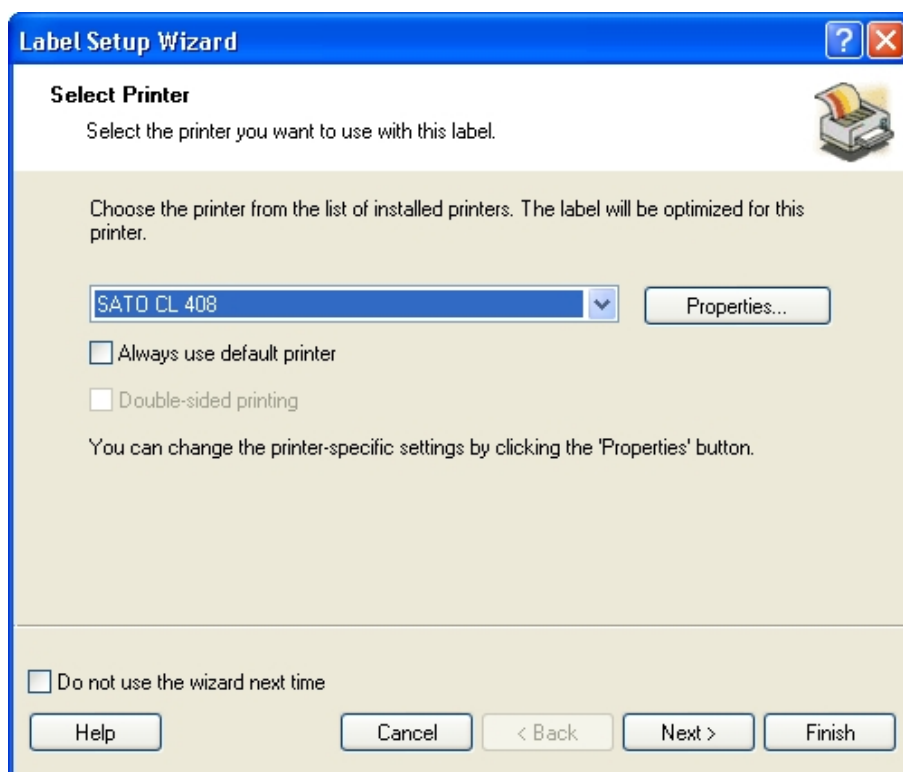 Label Setup Wizard
Select Printer
Select the printer you want to use with this label.
Choose the printer from the list of installed printers. The label will be optimized for this
printer.
SATO CL 408
Properties...
Always use default printer
Double-sided printing
You can change the printer-specific settings by clicking the 'Properties' button.
Do not use the wizard next time
Help Cancel < Back Next > Finish